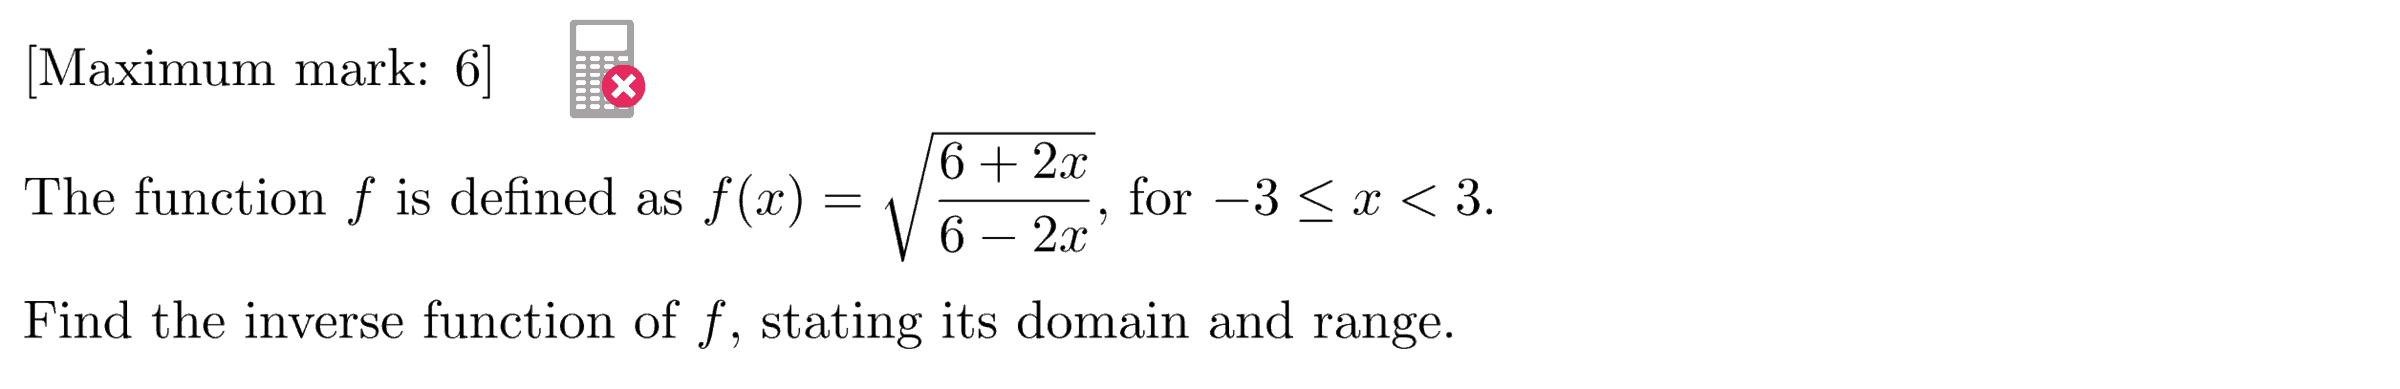 [Maximum mark: 6]
The function f is defined as f(x) = √((6 + 2x)/(6 − 2x)), for −3 ≤ x < 3.
Find the inverse function of f, stating its domain and range.